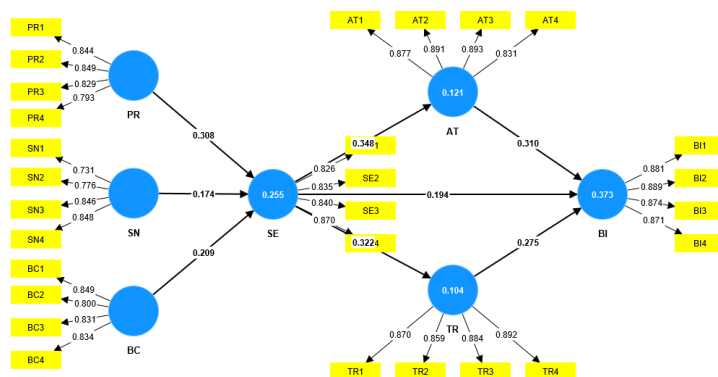 PR1
PR2
PR3
PR4
0.844
0.849
0.829
0.793
PR
SN1
SN2
SN3
SN4
0.731
0.776
0.846
0.848
SN
BC1
BC2
BC3
BC4
0.849
0.800
0.831
0.834
BC
0.308
0.174
0.209
0.255
SE
0.826
0.835
0.840
0.870
SE2
SE3
0.348
0.194
0.322
AT1
AT2
AT3
AT4
0.877
0.891
0.893
0.831
0.121
AT
0.310
0.275
0.104
TR
0.870
0.859
0.884
0.892
TR1
TR2
TR3
TR4
0.373
BI
0.881
0.889
0.874
0.871
BI1
BI2
BI3
BI4